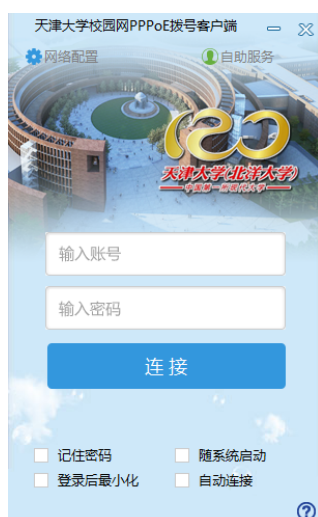 天津大学校园网PPPoE拨号客户端
网络配置 自助服务
120
天津大学(北洋大学)
中国第一所现代大学
输入账号
输入密码
连接
记住密码 随系统启动
登录后最小化 自动连接
?